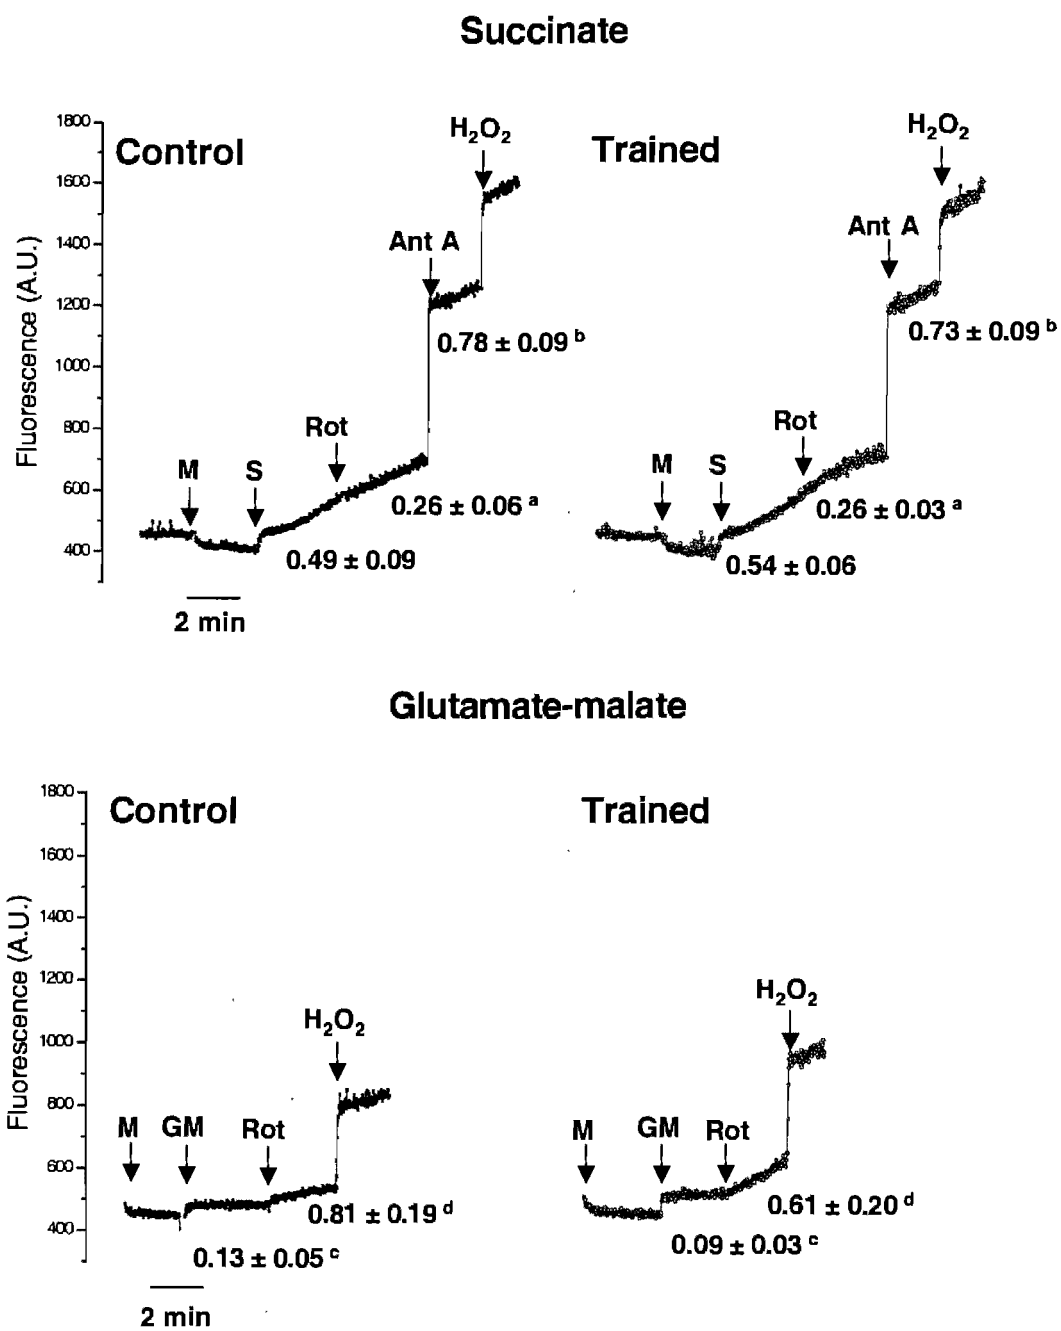 Succinate
Control
Trained
Fluorescence (A.U.)
1800
1600
1400
1200
1000
800
600
400
M
S
Rot
Ant A
H₂O₂
0.49 ± 0.09
0.26 ± 0.06 ᵃ
0.78 ± 0.09 ᵇ
M
S
Rot
Ant A
H₂O₂
0.54 ± 0.06
0.26 ± 0.03 ᵃ
0.73 ± 0.09 ᵇ
2 min
Glutamate-malate
Control
Trained
Fluorescence (A.U.)
1800
1600
1400
1200
1000
800
600
400
M
GM
Rot
H₂O₂
0.13 ± 0.05 ᶜ
0.81 ± 0.19 ᵈ
M
GM
Rot
H₂O₂
0.09 ± 0.03 ᶜ
0.61 ± 0.20 ᵈ
2 min